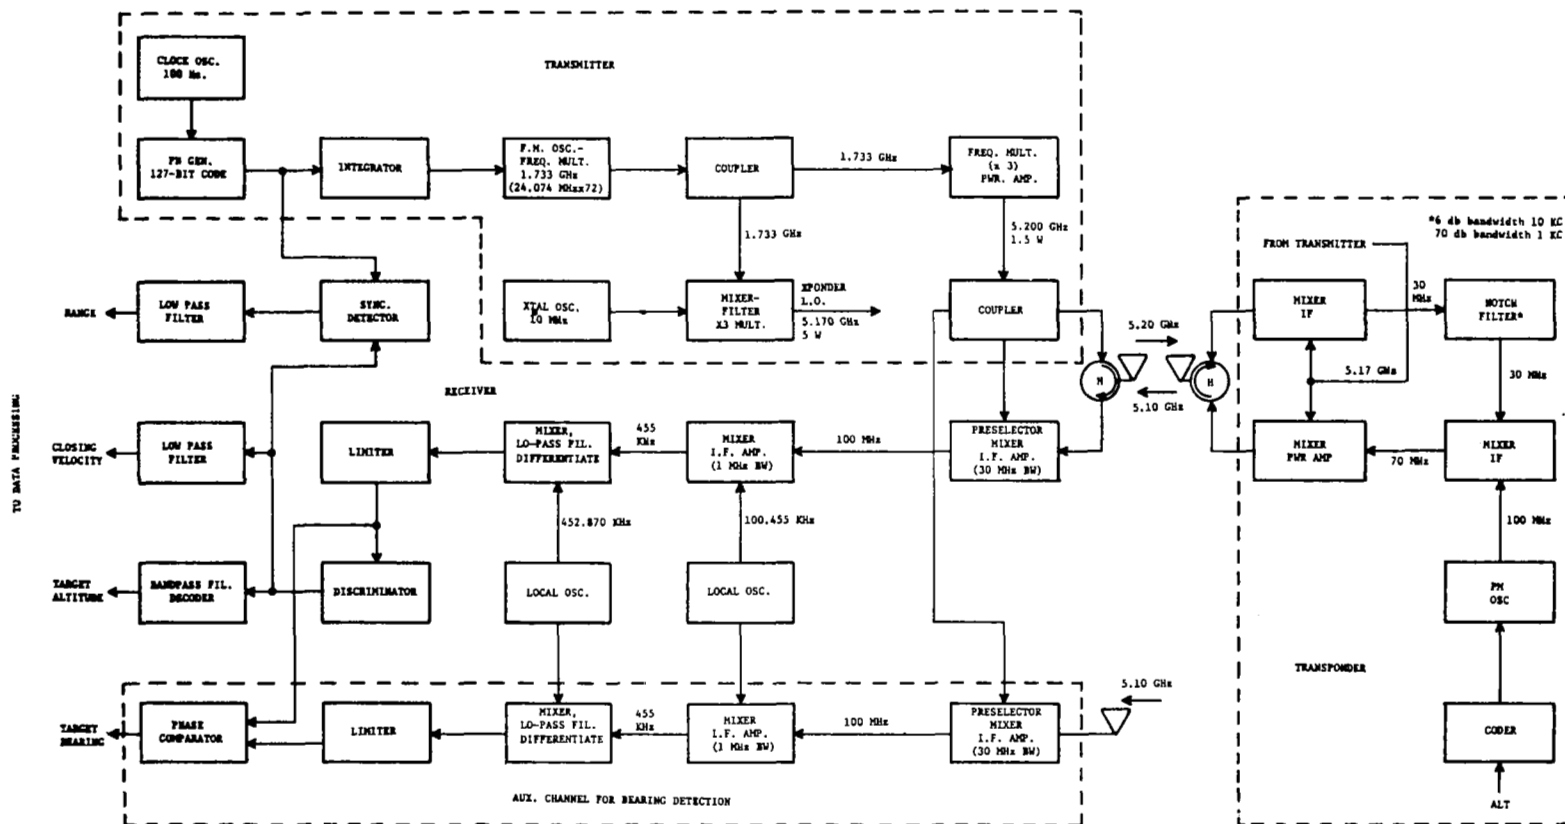 TRANSMITTER
CLOCK OSC.
100 Hz.
PN GEN.
127-BIT CODE
INTEGRATOR
F.M. OSC.-
FREQ. MULT.
1.733 GHz
(24.074 MHzx72)
COUPLER
1.733 GHz
FREQ. MULT.
(x 3)
PWR. AMP.
1.733 GHz
5.200 GHz
1.5 W
*6 db bandwidth 10 KC
70 db bandwidth 1 KC
FROM TRANSMITTER
RANGE
LOW PASS
FILTER
SYNC.
DETECTOR
XTAL OSC.
10 MHz
MIXER-
FILTER
X3 MULT.
XPONDER
L.O.
5.170 GHz
5 W
COUPLER
5.20 GHz
5.10 GHz
H
H
MIXER
IF
30
MHz
NOTCH
FILTER*
5.17 GHz
30 MHz
RECEIVER
TO DATA PROCESSING
CLOSING
VELOCITY
LOW PASS
FILTER
LIMITER
MIXER,
LO-PASS FIL.
DIFFERENTIATE
455
KHz
MIXER
I.F. AMP.
(1 MHz BW)
100 MHz
PRESELECTOR
MIXER
I.F. AMP.
(30 MHz BW)
MIXER
PWR AMP
70 MHz
MIXER
IF
452.870 KHz
100.455 KHz
100 MHz
TARGET
ALTITUDE
BANDPASS FIL.
DECODER
DISCRIMINATOR
LOCAL OSC.
LOCAL OSC.
PM
OSC
TRANSPONDER
TARGET
BEARING
PHASE
COMPARATOR
LIMITER
MIXER,
LO-PASS FIL.
DIFFERENTIATE
455
KHz
MIXER
I.F. AMP.
(1 MHz BW)
100 MHz
PRESELECTOR
MIXER
I.F. AMP.
(30 MHz BW)
5.10 GHz
CODER
AUX. CHANNEL FOR BEARING DETECTION
ALT